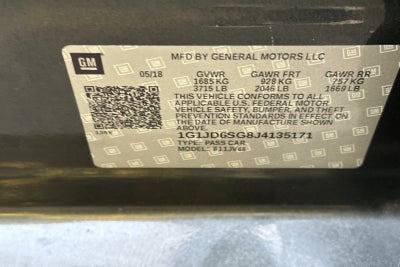 GM
MFD BY GENERAL MOTORS LLC
05/18 GVWR GAWR FRT GAWR RR
1685 KG 928 KG 757 KG
3715 LB 2046 LB 1669 LB
THIS VEHICLE CONFORMS TO ALL
APPLICABLE U.S. FEDERAL MOTOR
VEHICLE SAFETY, BUMPER, AND THEFT
PREVENTION STANDARDS IN EFFECT ON
THE DATE OF MANUFACTURE SHOWN ABOVE.
1G1JD6SG8J4135171
TYPE: PASS CAR
MODEL: